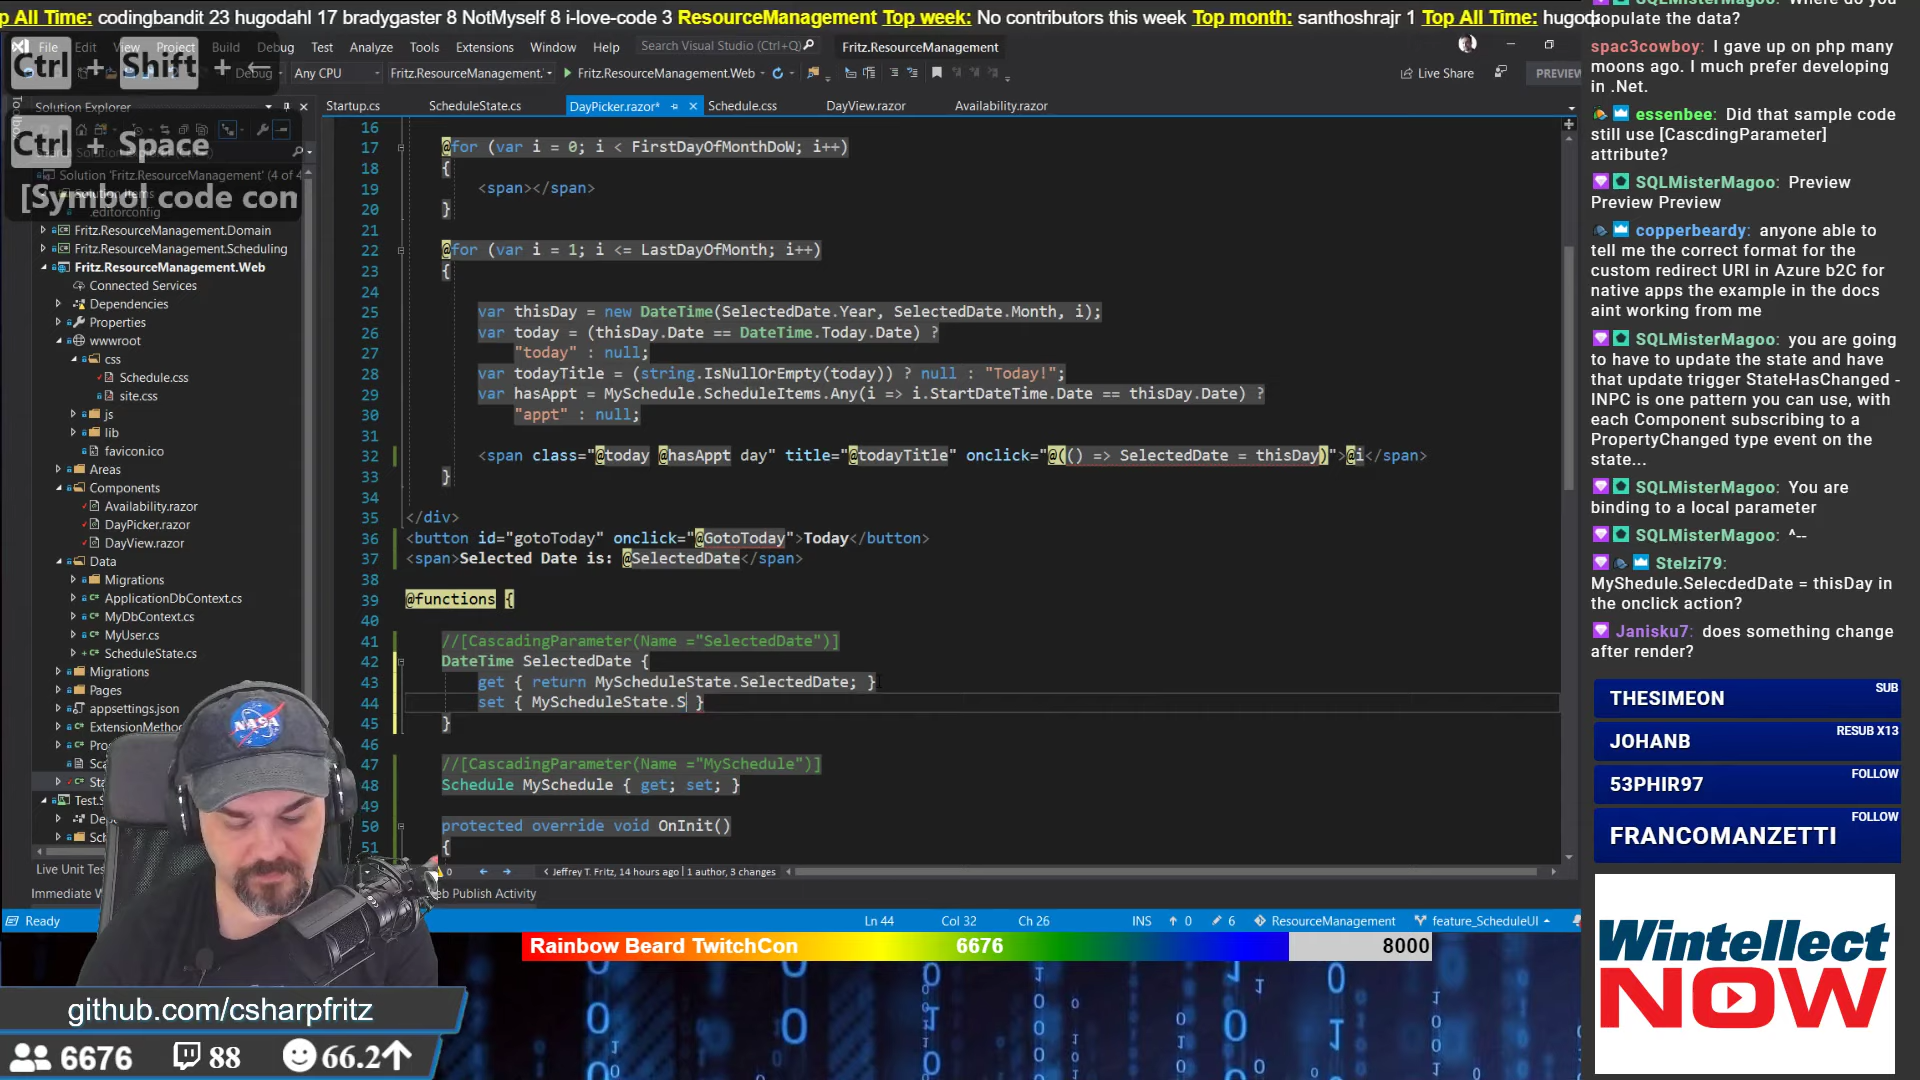 op All Time: codingbandit 23 hugodahl 17 bradygaster 8 NotMyself 8 i-love-code 3 ResourceManagement Top week: No contributors this week Top month: santhoshrajr 1 Top All Time: hugod
File Edit View Project Build Debug Test Analyze Tools Extensions Window Help Search Visual Studio (Ctrl+Q) Fritz.ResourceManagement
Ctrl + Shift + ←
Debug Any CPU Fritz.ResourceManagement. Fritz.ResourceManagement.Web Live Share PREVIEW
Ctrl + Space
[Symbol code con
Solution Explorer
Solution 'Fritz.ResourceManagement' (4 of 4
Solution Items
.editorconfig
Fritz.ResourceManagement.Domain
Fritz.ResourceManagement.Scheduling
Fritz.ResourceManagement.Web
Connected Services
Dependencies
Properties
wwwroot
css
Schedule.css
site.css
js
lib
favicon.ico
Areas
Components
Availability.razor
DayPicker.razor
DayView.razor
Data
Migrations
ApplicationDbContext.cs
MyDbContext.cs
MyUser.cs
ScheduleState.cs
Migrations
Pages
appsettings.json
ExtensionMetho
Pro
Sca
Sta
Test.S
Dep
Sch
Live Unit Tes
Immediate W
Startup.cs ScheduleState.cs DayPicker.razor* Schedule.css DayView.razor Availability.razor
16
17 @for (var i = 0; i < FirstDayOfMonthDoW; i++)
18 {
19 <span></span>
20 }
21
22 @for (var i = 1; i <= LastDayOfMonth; i++)
23 {
24
25 var thisDay = new DateTime(SelectedDate.Year, SelectedDate.Month, i);
26 var today = (thisDay.Date == DateTime.Today.Date) ?
27 "today" : null;
28 var todayTitle = (string.IsNullOrEmpty(today)) ? null : "Today!";
29 var hasAppt = MySchedule.ScheduleItems.Any(i => i.StartDateTime.Date == thisDay.Date) ?
30 "appt" : null;
31
32 <span class="@today @hasAppt day" title="@todayTitle" onclick="@(() => SelectedDate = thisDay)">@i</span>
33 }
34
35 </div>
36 <button id="gotoToday" onclick="@GotoToday">Today</button>
37 <span>Selected Date is: @SelectedDate</span>
38
39 @functions {
40
41 //[CascadingParameter(Name ="SelectedDate")]
42 DateTime SelectedDate {
43 get { return MyScheduleState.SelectedDate; }
44 set { MyScheduleState.S }
45 }
46
47 //[CascadingParameter(Name ="MySchedule")]
48 Schedule MySchedule { get; set; }
49
50 protected override void OnInit()
51 {
0 Jeffrey T. Fritz, 14 hours ago | 1 author, 3 changes
eb Publish Activity
Ready Ln 44 Col 32 Ch 26 INS 0 6 ResourceManagement feature_ScheduleUI
Where do you
populate the data?
spac3cowboy: I gave up on php many
moons ago. I much prefer developing
in .Net.
essenbee: Did that sample code
still use [CascdingParameter]
attribute?
SQLMisterMagoo: Preview
Preview Preview
copperbeardy: anyone able to
tell me the correct format for the
custom redirect URI in Azure b2C for
native apps the example in the docs
aint working from me
SQLMisterMagoo: you are going
to have to update the state and have
that update trigger StateHasChanged -
INPC is one pattern you can use, with
each Component subscribing to a
PropertyChanged type event on the
state...
SQLMisterMagoo: You are
binding to a local parameter
SQLMisterMagoo: ^--
Stelzi79:
MyShedule.SelecdedDate = thisDay in
the onclick action?
Janisku7: does something change
after render?
THESIMEON SUB
JOHANB RESUB X13
53PHIR97 FOLLOW
FRANCOMANZETTI FOLLOW
Wintellect
NOW
NASA
Rainbow Beard TwitchCon 6676 8000
github.com/csharpfritz
6676 88 66.2